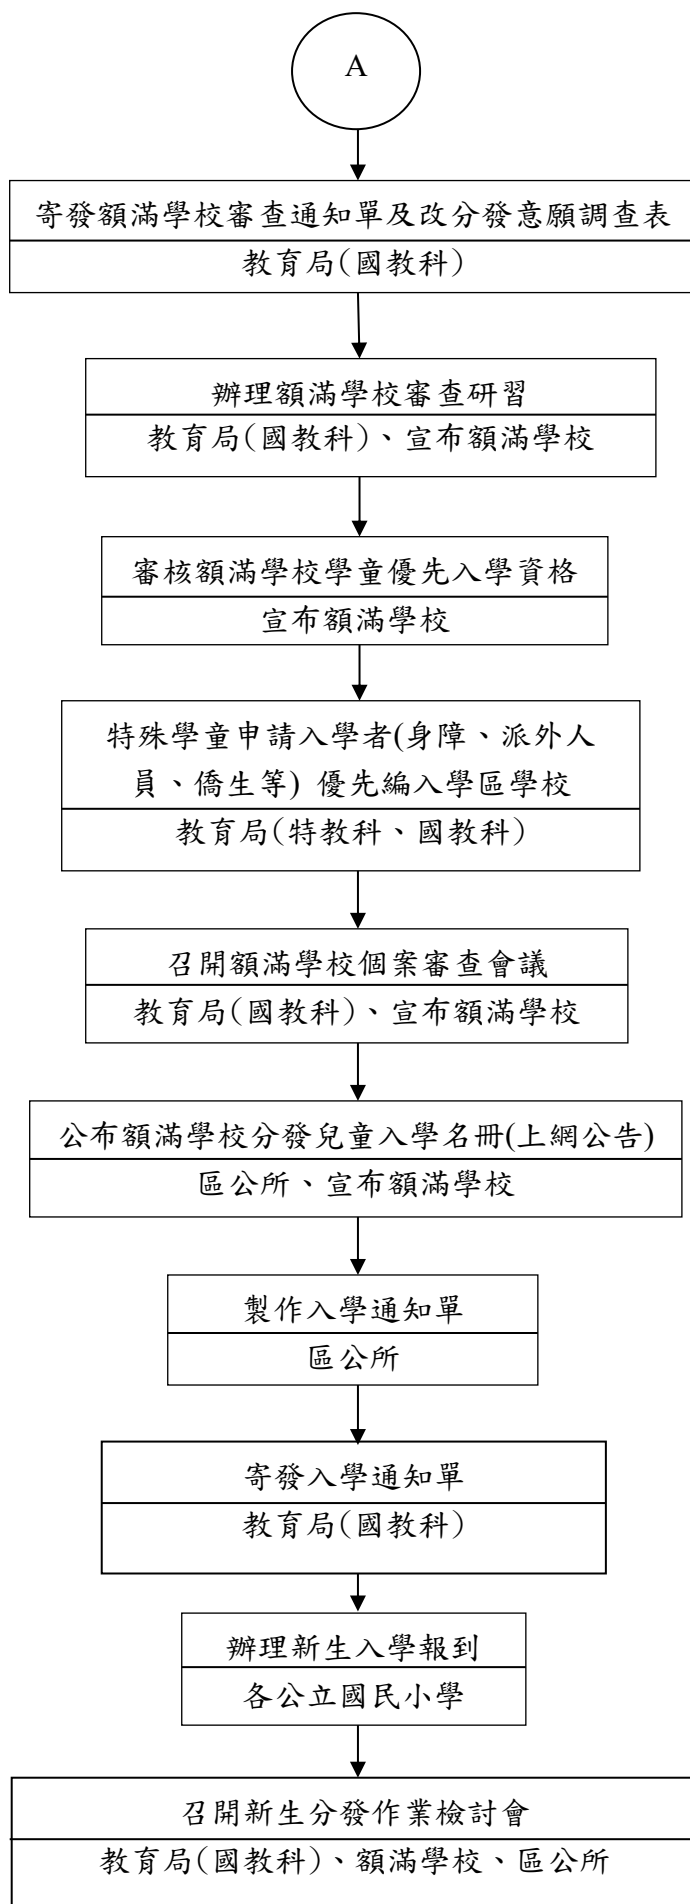 A
寄發額滿學校審查通知單及改分發意願調查表
教育局(國教科)
辦理額滿學校審查研習
教育局(國教科)、宣布額滿學校
審核額滿學校學童優先入學資格
宣布額滿學校
特殊學童申請入學者(身障、派外人
員、僑生等) 優先編入學區學校
教育局(特教科、國教科)
召開額滿學校個案審查會議
教育局(國教科)、宣布額滿學校
公布額滿學校分發兒童入學名冊(上網公告)
區公所、宣布額滿學校
製作入學通知單
區公所
寄發入學通知單
教育局(國教科)
辦理新生入學報到
各公立國民小學
召開新生分發作業檢討會
教育局(國教科)、額滿學校、區公所